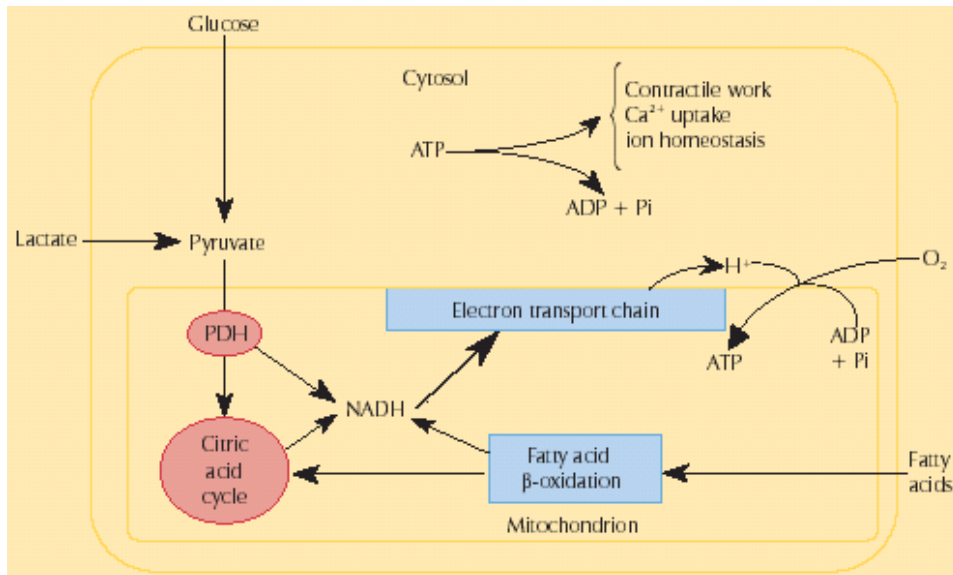 Glucose
Cytosol
Contractile work
Ca²⁺ uptake
ion homeostasis
ATP
ADP + Pi
Lactate
Pyruvate
H⁺
O₂
Electron transport chain
PDH
ATP
ADP
+ Pi
NADH
Citric
acid
cycle
Fatty acid
β-oxidation
Fatty
acids
Mitochondrion